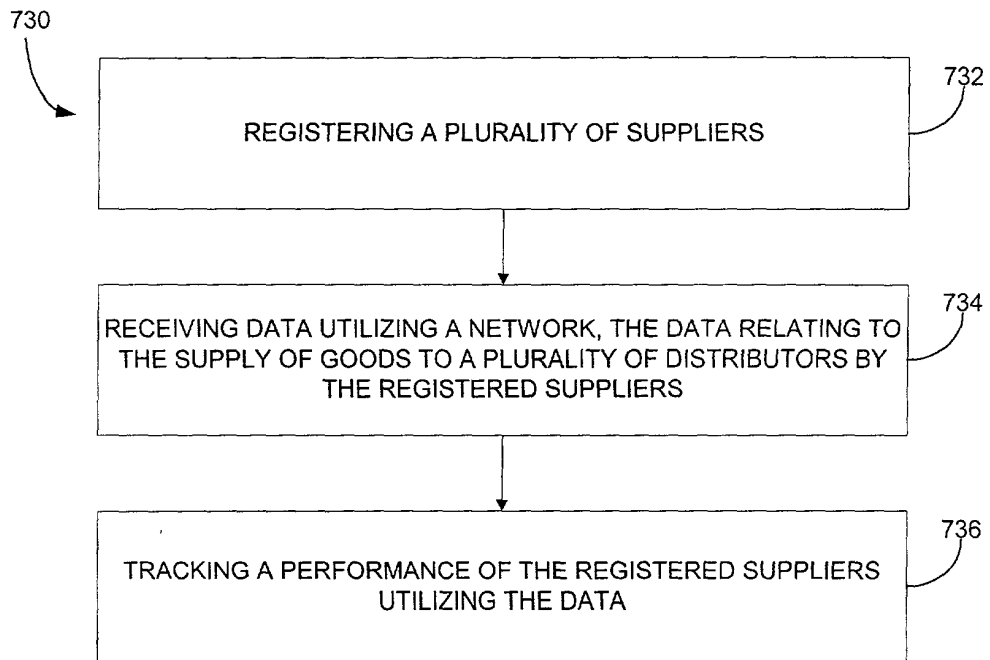 730
732
REGISTERING A PLURALITY OF SUPPLIERS
734
RECEIVING DATA UTILIZING A NETWORK, THE DATA RELATING TO
THE SUPPLY OF GOODS TO A PLURALITY OF DISTRIBUTORS BY
THE REGISTERED SUPPLIERS
736
TRACKING A PERFORMANCE OF THE REGISTERED SUPPLIERS
UTILIZING THE DATA